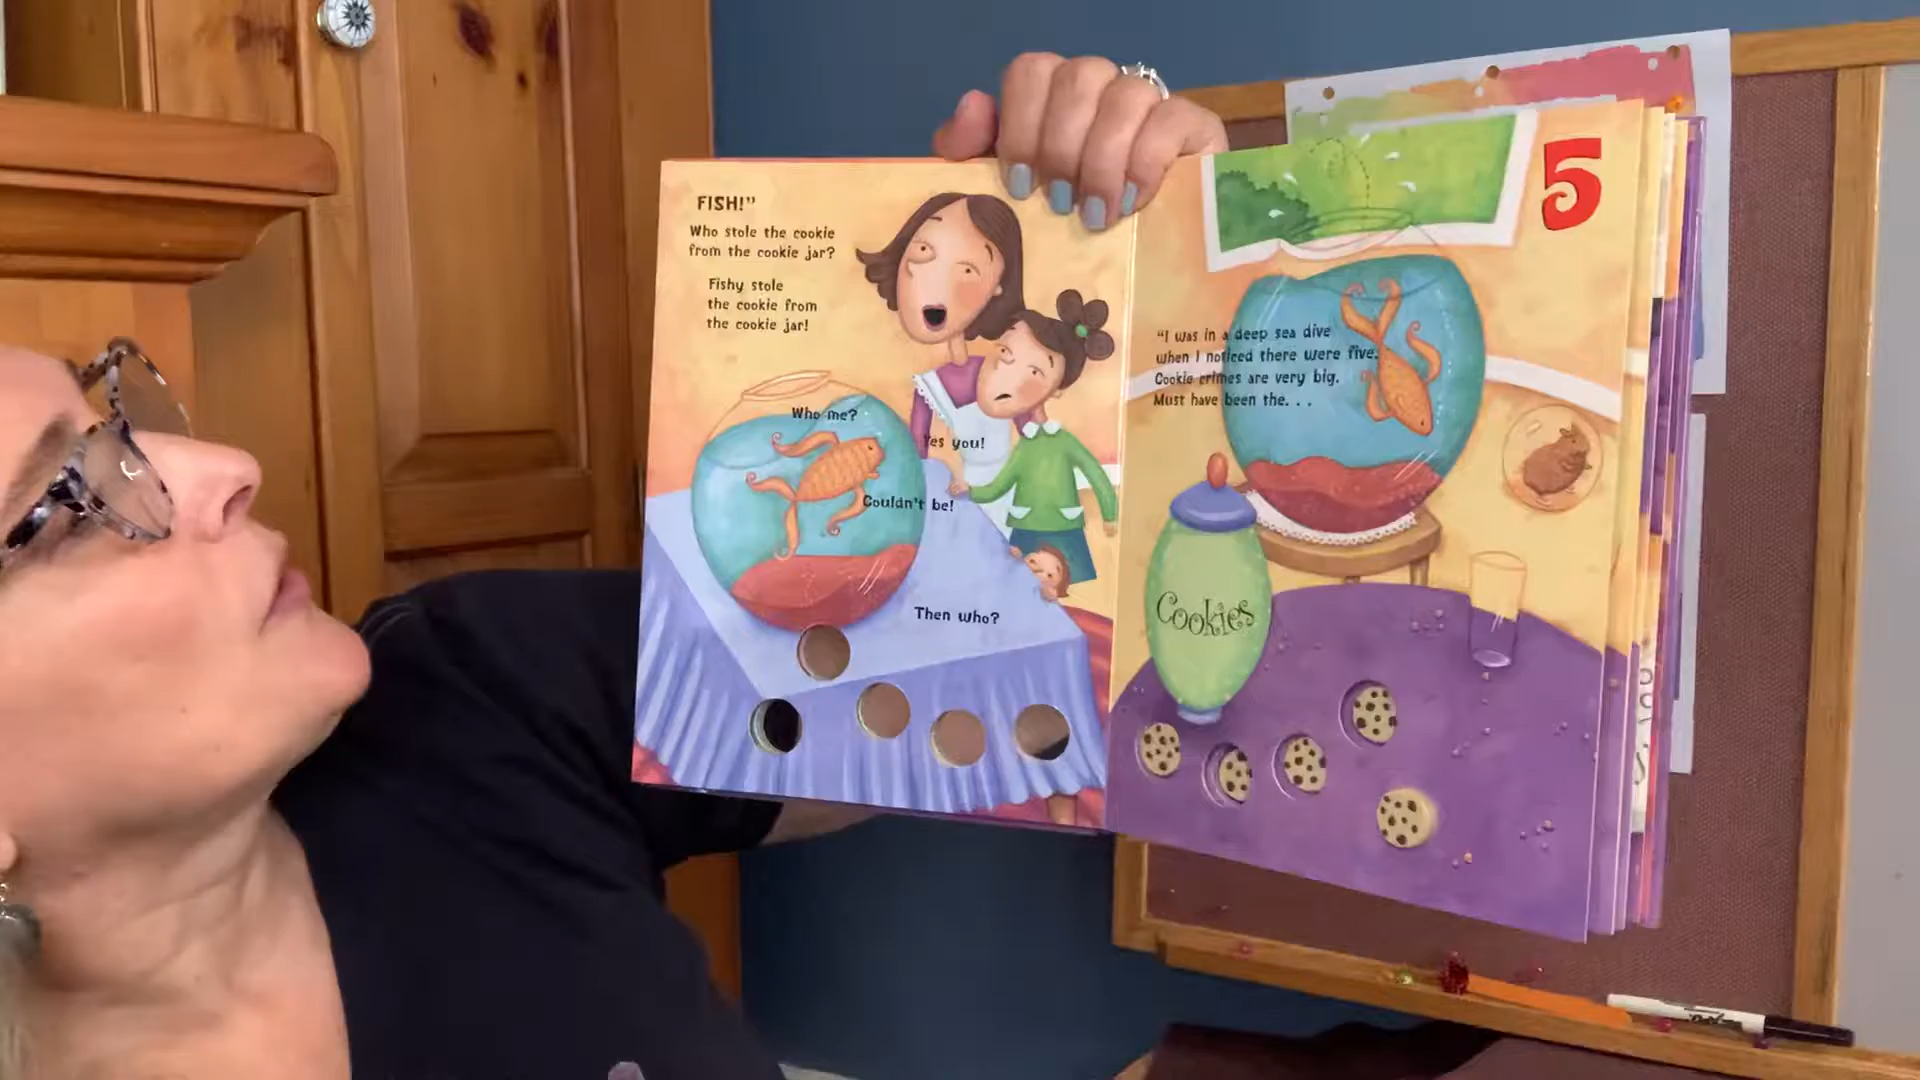 FISH!”
Who stole the cookie
from the cookie jar?
Fishy stole
the cookie from
the cookie jar!
Who me?
Yes you!
Couldn't be!
Then who?
5
“I was in a deep sea dive
when I noticed there were five.
Cookie crimes are very big.
Must have been the. . .
Cookies